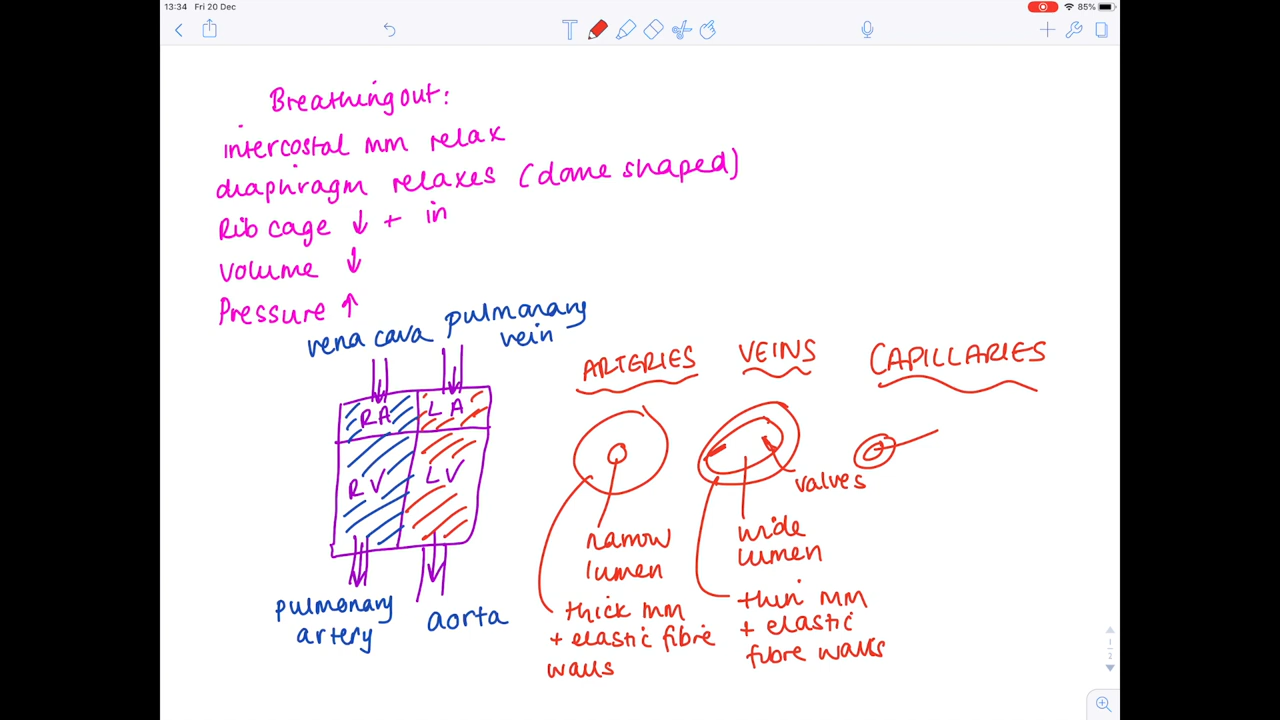 13:34 Fri 20 Dec
85%
T
Breathing out:
intercostal mm relax
diaphragm relaxes (dome shaped)
Rib cage ↓ + in
Volume ↓
Pressure ↑
vena cava
pulmonary
vein
RA
LA
RV
LV
pulmonary
artery
aorta
ARTERIES
VEINS
CAPILLARIES
narrow
lumen
thick mm
+ elastic fibre
walls
valves
wide
lumen
thin mm
+ elastic
fibre walls
1
2